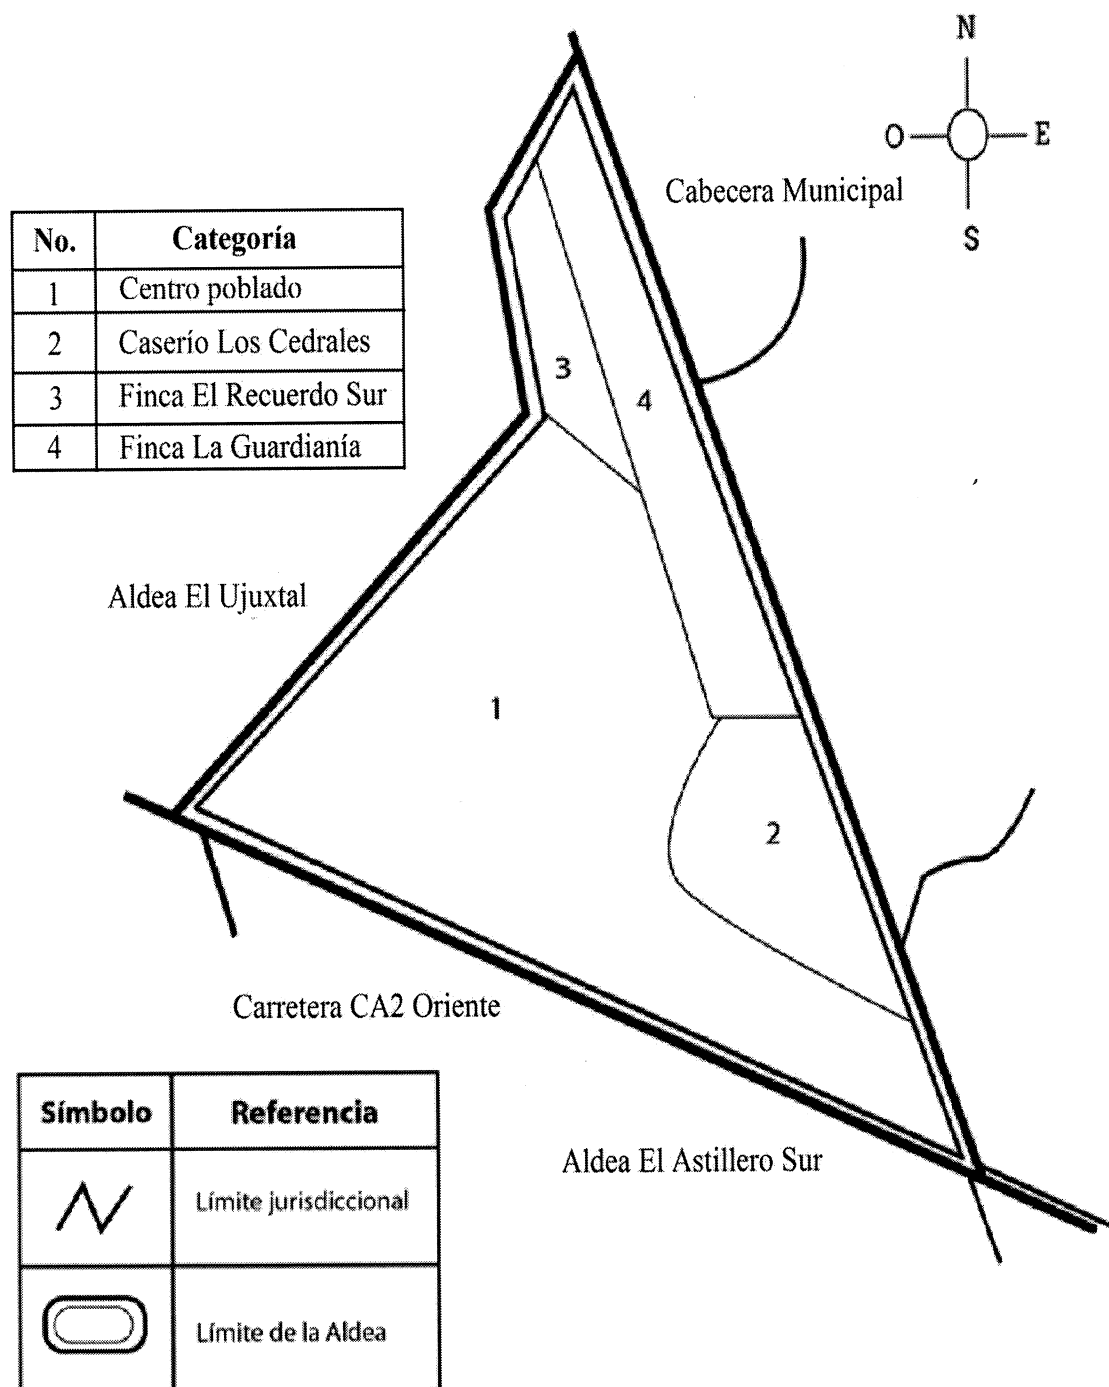 N
O E
S
Cabecera Municipal
No. Categoría
1 Centro poblado
2 Caserío Los Cedrales
3 Finca El Recuerdo Sur
4 Finca La Guardianía
3
4
Aldea El Ujuxtal
1
2
Carretera CA2 Oriente
Aldea El Astillero Sur
Símbolo Referencia
Límite jurisdiccional
Límite de la Aldea